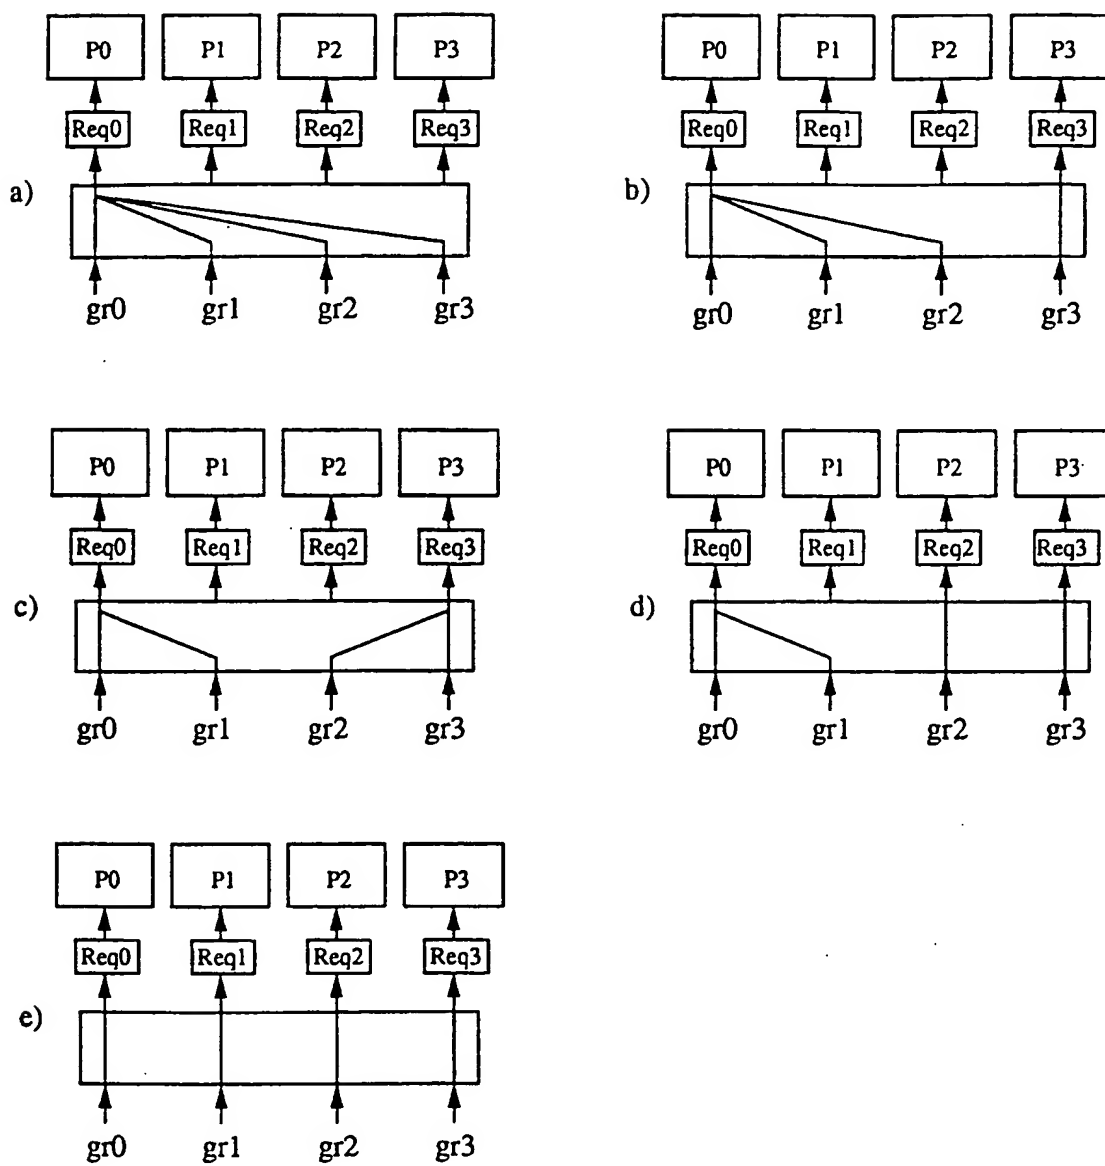 P0 P1 P2 P3
Req0 Req1 Req2 Req3
a)
gr0 gr1 gr2 gr3
P0 P1 P2 P3
Req0 Req1 Req2 Req3
b)
gr0 gr1 gr2 gr3
P0 P1 P2 P3
Req0 Req1 Req2 Req3
c)
gr0 gr1 gr2 gr3
P0 P1 P2 P3
Req0 Req1 Req2 Req3
d)
gr0 gr1 gr2 gr3
P0 P1 P2 P3
Req0 Req1 Req2 Req3
e)
gr0 gr1 gr2 gr3